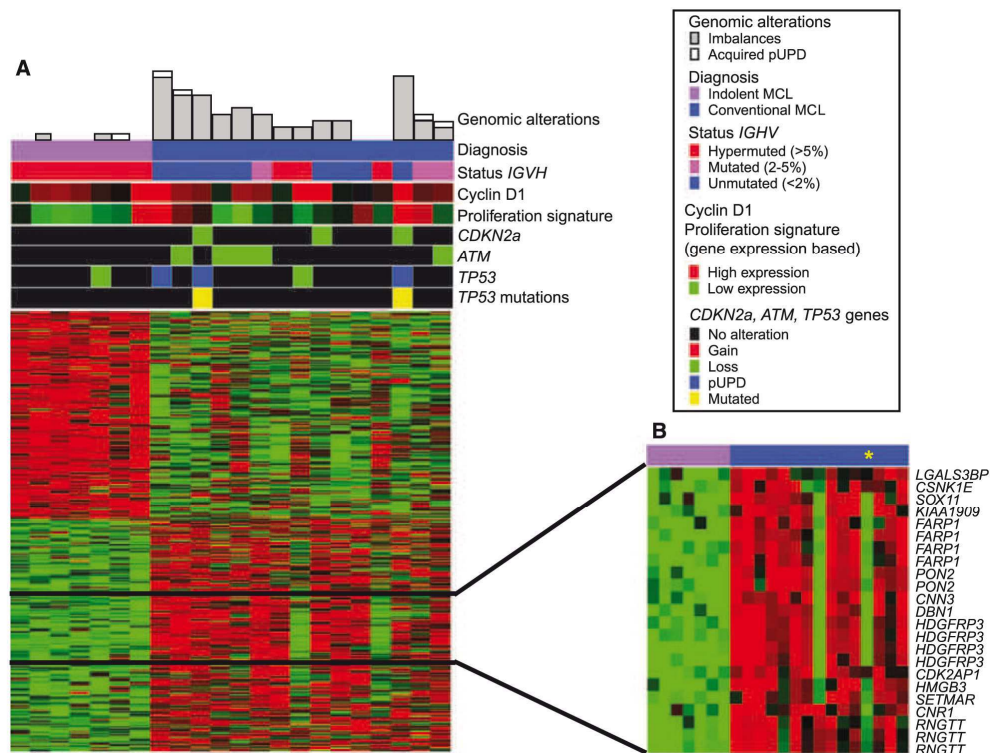 A
Genomic alterations
Diagnosis
Status IGVH
Cyclin D1
Proliferation signature
CDKN2a
ATM
TP53
TP53 mutations
Genomic alterations
Imbalances
Acquired pUPD
Diagnosis
Indolent MCL
Conventional MCL
Status IGHV
Hypermuted (>5%)
Mutated (2-5%)
Unmutated (<2%)
Cyclin D1
Proliferation signature
(gene expression based)
High expression
Low expression
CDKN2a, ATM, TP53 genes
No alteration
Gain
Loss
pUPD
Mutated
B
*
LGALS3BP
CSNK1E
SOX11
KIAA1909
FARP1
FARP1
FARP1
FARP1
PON2
PON2
CNN3
DBN1
HDGFRP3
HDGFRP3
HDGFRP3
HDGFRP3
CDK2AP1
HMGB3
SETMAR
CNR1
RNGTT
RNGTT
RNGTT